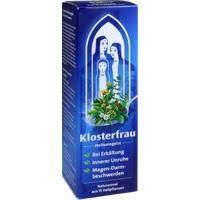 Klosterfrau
Melissengeist
Bei Erkältung
Innerer Unruhe
Magen-Darm-
beschwerden
Naturarznei
aus 13 Heilpflanzen